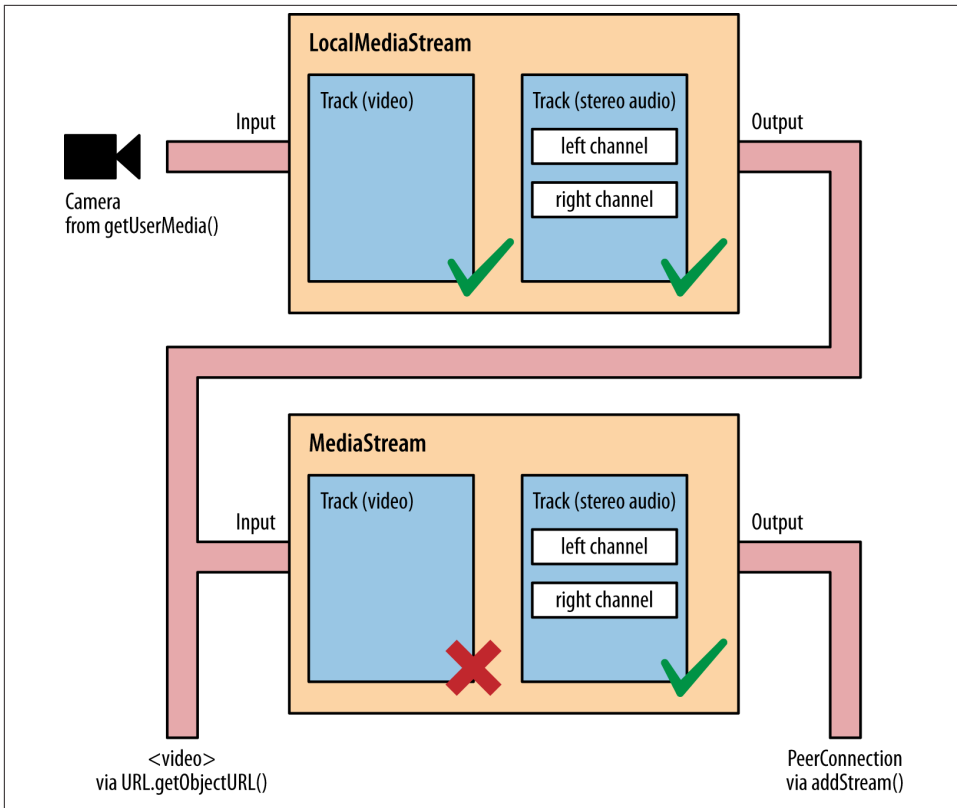 LocalMediaStream
Track (video)
Track (stereo audio)
Input
Output
left channel
right channel
Camera
from getUserMedia()
MediaStream
Track (video)
Track (stereo audio)
Input
Output
left channel
right channel
<video>
via URL.getObjectURL()
PeerConnection
via addStream()